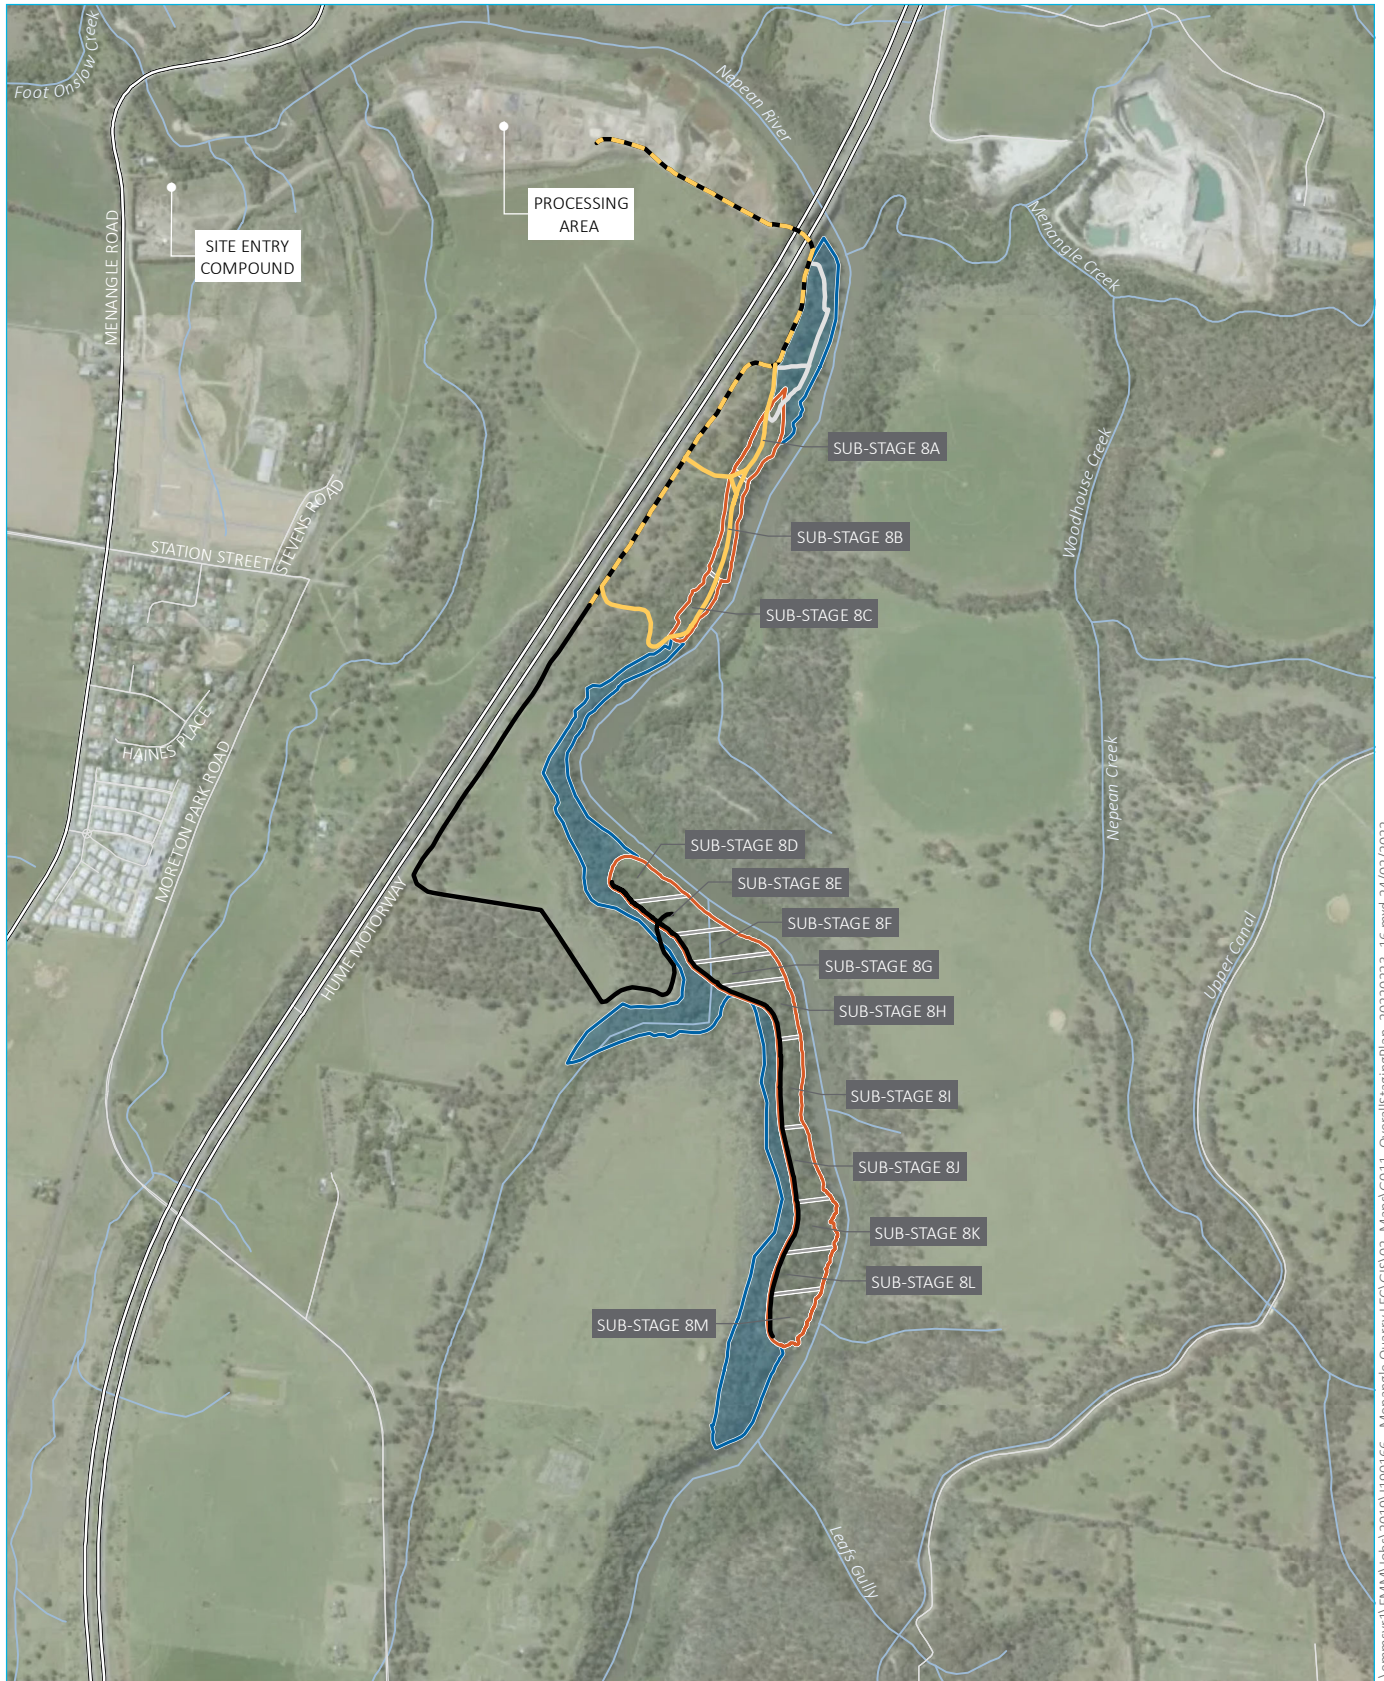 Foot Onslow Creek
Nepean River
PROCESSING
AREA
SITE ENTRY
COMPOUND
MENANGLE ROAD
Menangle Creek
SUB-STAGE 8A
Woodhouse Creek
STEVENS ROAD
SUB-STAGE 8B
STATION STREET
SUB-STAGE 8C
HAINES PLACE
MORETON PARK ROAD
Nepean Creek
SUB-STAGE 8D
SUB-STAGE 8E
HUME MOTORWAY
SUB-STAGE 8F
Upper Canal
SUB-STAGE 8G
SUB-STAGE 8H
SUB-STAGE 8I
SUB-STAGE 8J
SUB-STAGE 8K
SUB-STAGE 8L
SUB-STAGE 8M
Leafs Gully